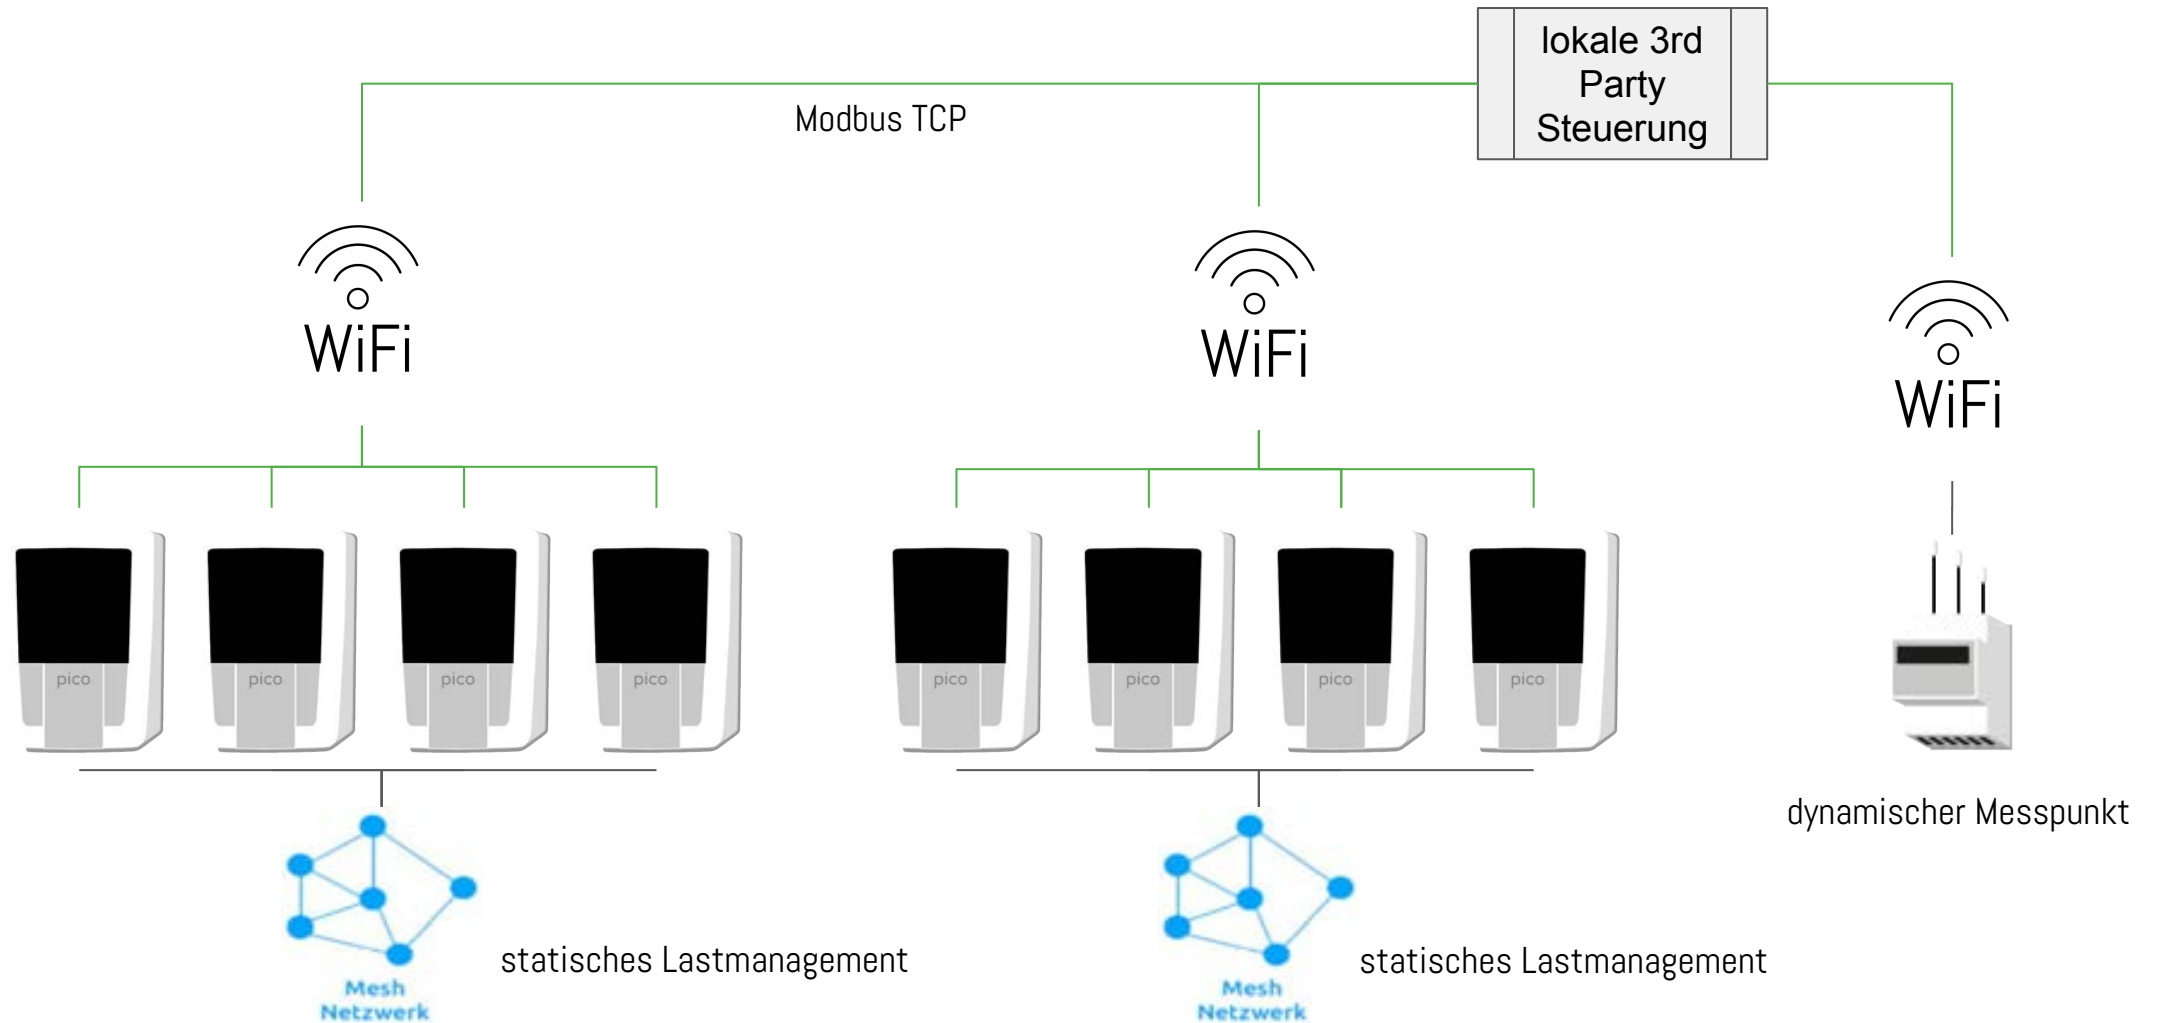 lokale 3rd
Party
Steuerung
Modbus TCP
WiFi
WiFi
WiFi
pico
pico
pico
pico
pico
pico
pico
pico
dynamischer Messpunkt
statisches Lastmanagement
statisches Lastmanagement
Mesh
Netzwerk
Mesh
Netzwerk